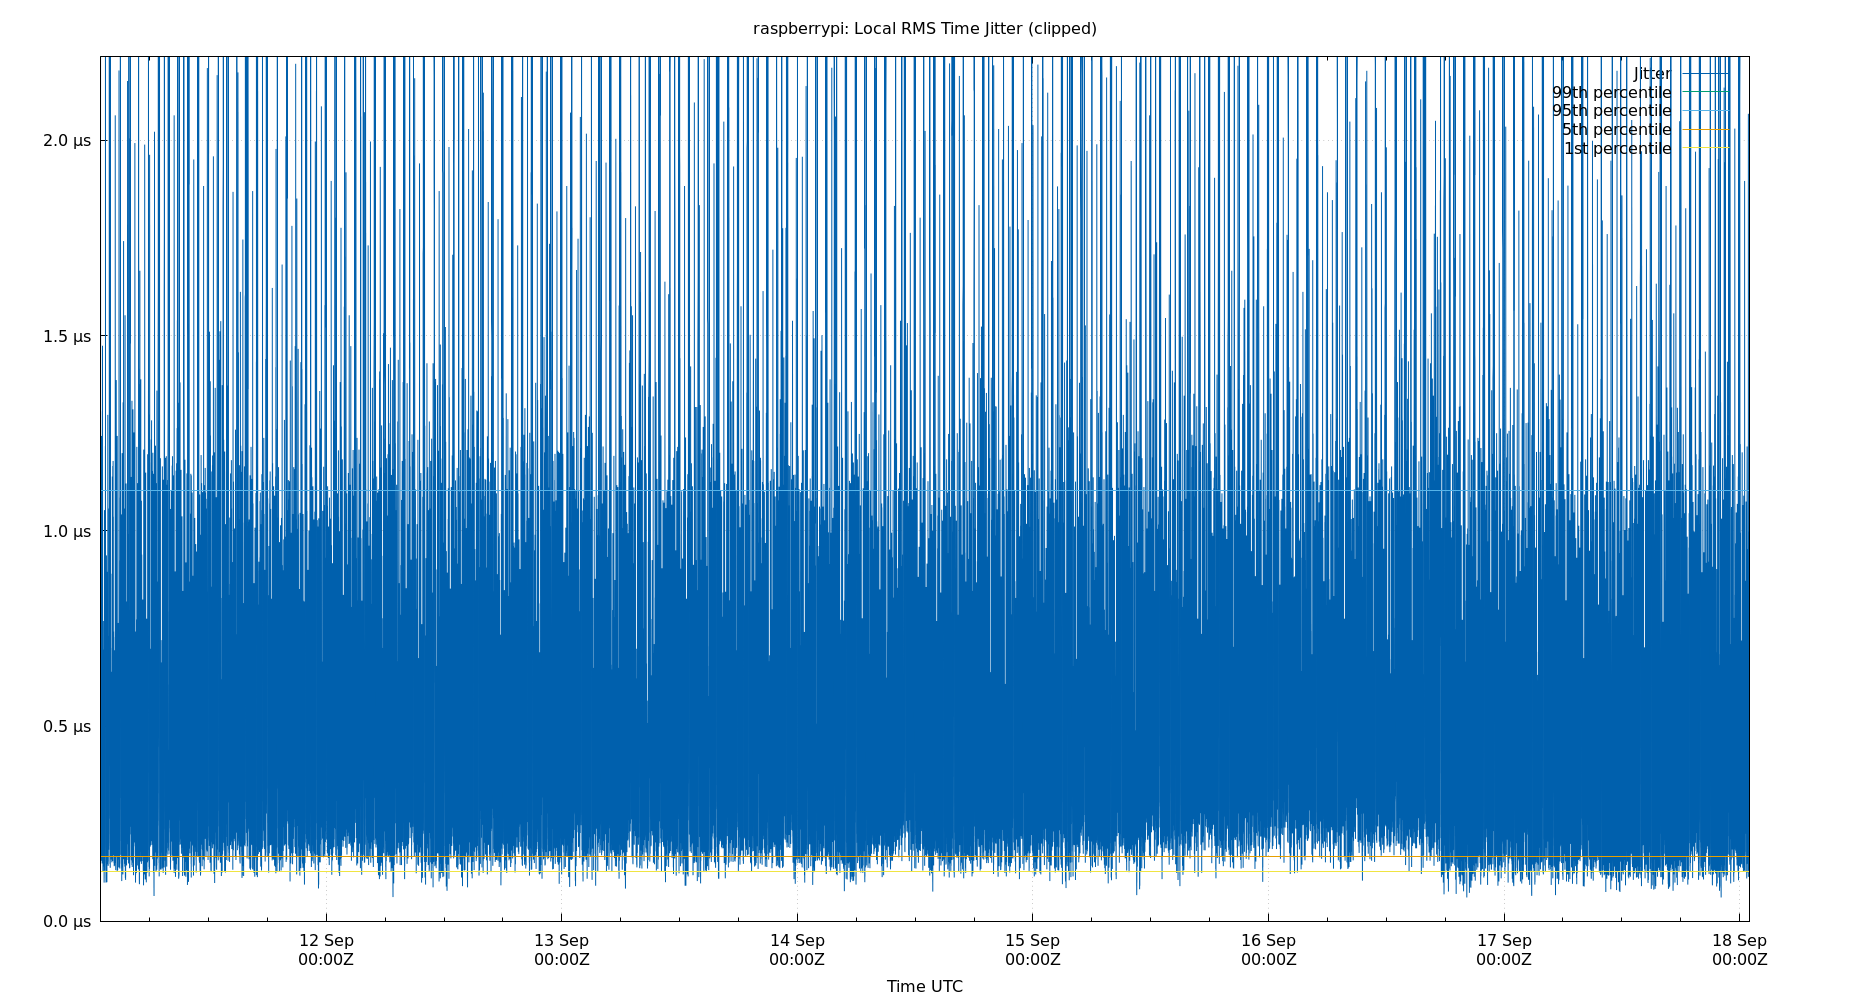 raspberrypi: Local RMS Time Jitter (clipped)
Jitter
99th percentile
95th percentile
5th percentile
1st percentile
2.0 µs
1.5 µs
1.0 µs
0.5 µs
0.0 µs
12 Sep 13 Sep 14 Sep 15 Sep 16 Sep 17 Sep 18 Sep
00:00Z 00:00Z 00:00Z 00:00Z 00:00Z 00:00Z 00:00Z
Time UTC